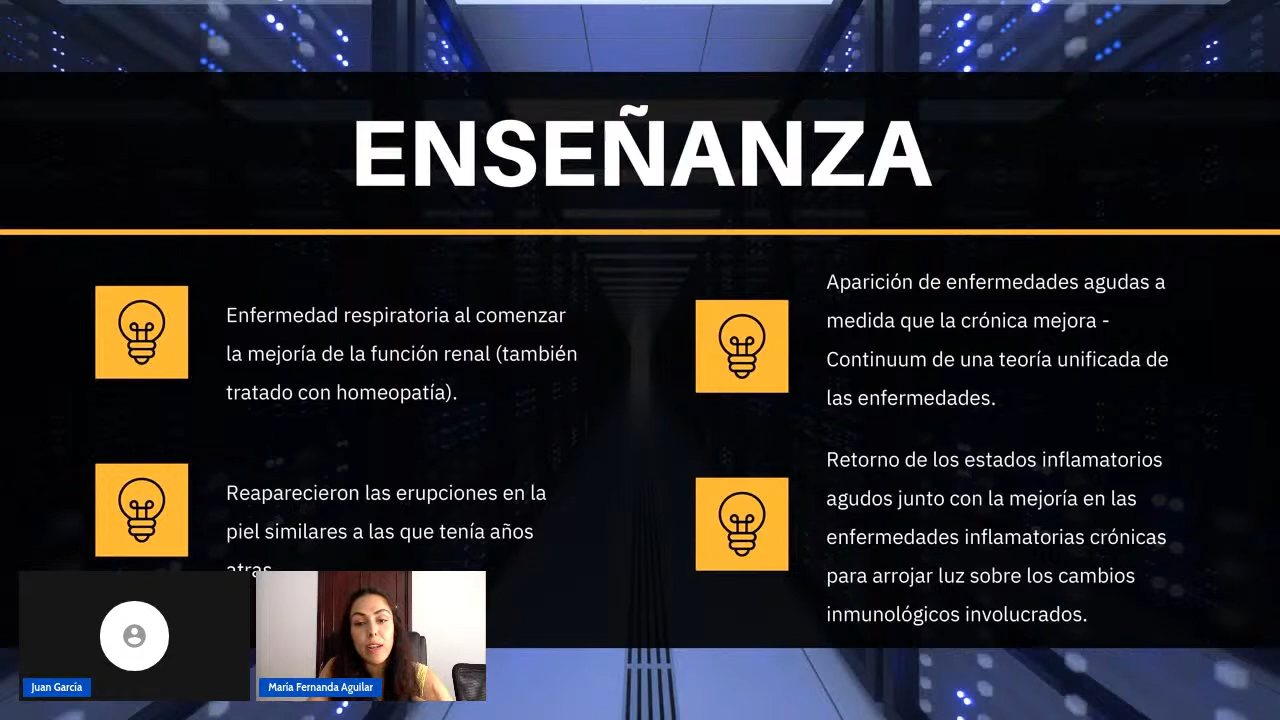 ENSEÑANZA
Enfermedad respiratoria al comenzar
la mejoría de la función renal (también
tratado con homeopatía).
Reaparecieron las erupciones en la
piel similares a las que tenía años
atras.
Aparición de enfermedades agudas a
medida que la crónica mejora -
Continuum de una teoría unificada de
las enfermedades.
Retorno de los estados inflamatorios
agudos junto con la mejoría en las
enfermedades inflamatorias crónicas
para arrojar luz sobre los cambios
inmunológicos involucrados.
Juan García
María Fernanda Aguilar